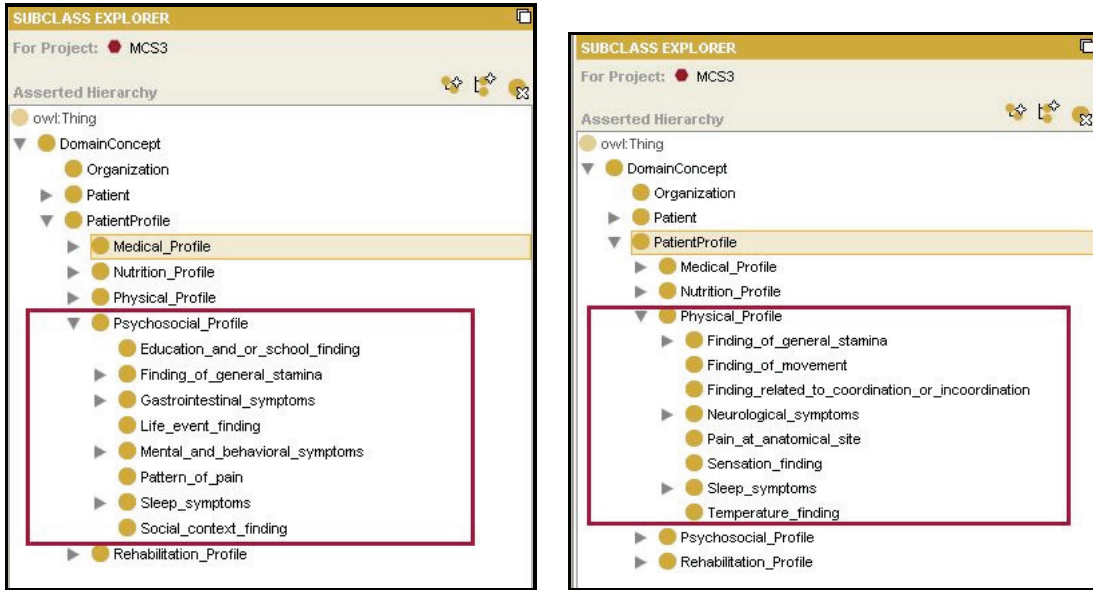 SUBCLASS EXPLORER
For Project: MCS3
Asserted Hierarchy
owl:Thing
DomainConcept
Organization
Patient
PatientProfile
Medical_Profile
Nutrition_Profile
Physical_Profile
Psychosocial_Profile
Education_and_or_school_finding
Finding_of_general_stamina
Gastrointestinal_symptoms
Life_event_finding
Mental_and_behavioral_symptoms
Pattern_of_pain
Sleep_symptoms
Social_context_finding
Rehabilitation_Profile
SUBCLASS EXPLORER
For Project: MCS3
Asserted Hierarchy
owl:Thing
DomainConcept
Organization
Patient
PatientProfile
Medical_Profile
Nutrition_Profile
Physical_Profile
Finding_of_general_stamina
Finding_of_movement
Finding_related_to_coordination_or_incoordination
Neurological_symptoms
Pain_at_anatomical_site
Sensation_finding
Sleep_symptoms
Temperature_finding
Psychosocial_Profile
Rehabilitation_Profile